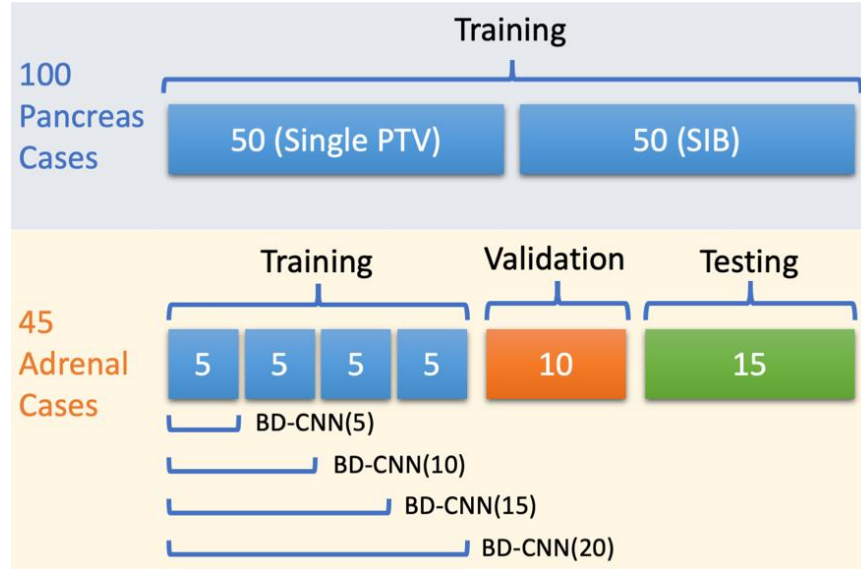 Training
100
Pancreas
Cases
50 (Single PTV)
50 (SIB)
Training
Validation
Testing
45
Adrenal
Cases
5
5
5
5
10
15
BD-CNN(5)
BD-CNN(10)
BD-CNN(15)
BD-CNN(20)